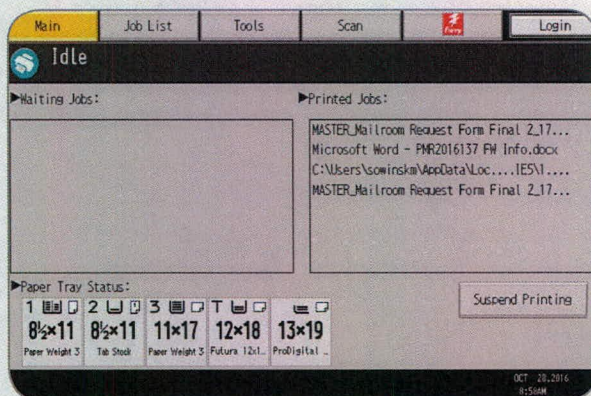 Main Job List Tools Scan Fiery Login
Idle
▶Waiting Jobs: ▶Printed Jobs:
MASTER_Mailroom Request Form Final 2_17...
Microsoft Word - PMR2016137 FW Info.docx
C:\Users\sowinskm\AppData\Loc....IE5\1....
MASTER_Mailroom Request Form Final 2_17...
▶Paper Tray Status:
1 2 3 T
8½×11 8½×11 11×17 12×18 13×19
Paper Weight 3 Tab Stock Paper Weight 3 Futura 12x1... ProDigital ...
Suspend Printing
OCT 28,2016
8:58AM